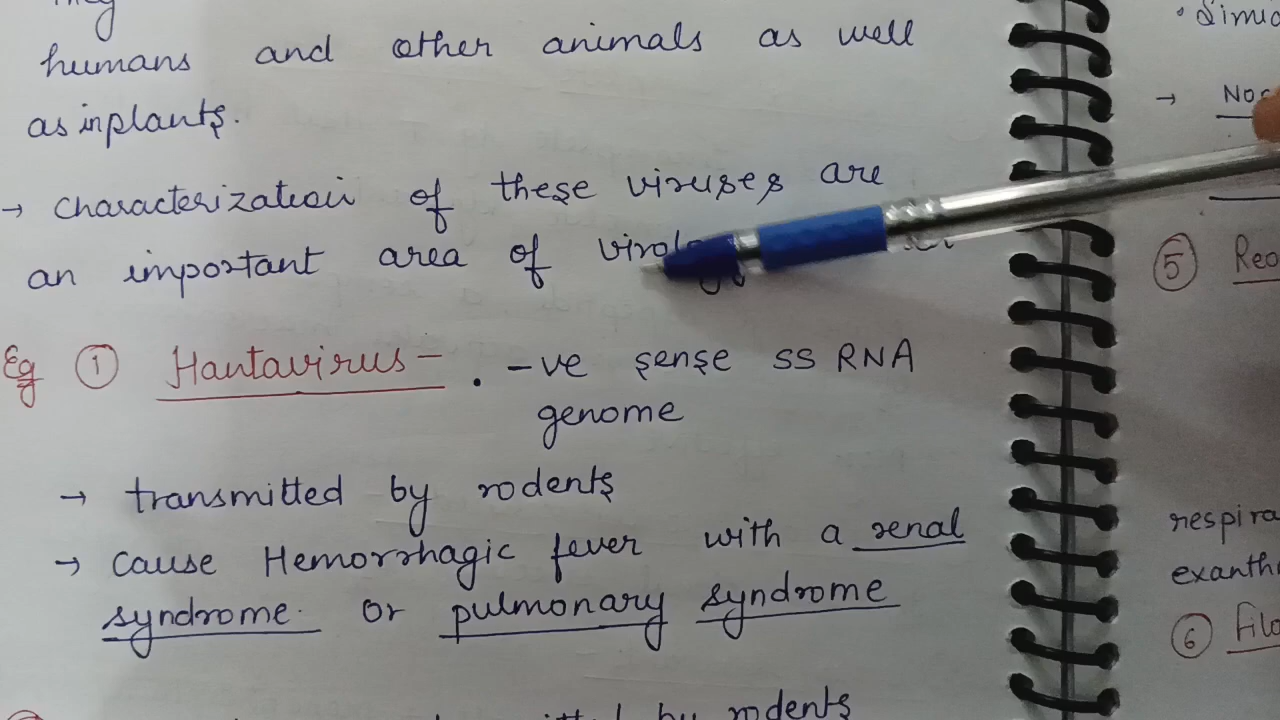 humans and other animals as well
as in plants.
→ characterization of these viruses are
an important area of
Eg ① Hantavirus - . -ve sense SS RNA
genome
→ transmitted by rodents
→ cause Hemorrhagic fever with a renal
syndrome. or pulmonary syndrome
by rodents
→
⑤
⑥